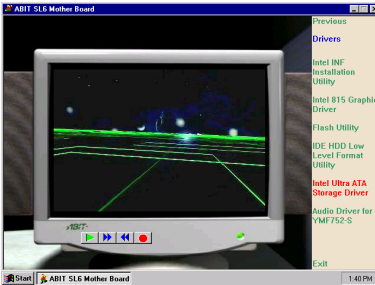 ABIT SL6 Mother Board
Previous
Drivers
Intel INF
Installation
Utility
Intel 815 Graphic
Driver
Flash Utility
IDE HDD Low
Level Format
Utility
Intel Ultra ATA
Storage Driver
Audio Driver for
YMF752-S
Exit
ABIT
Start
ABIT SL6 Mother Board
1:40 PM